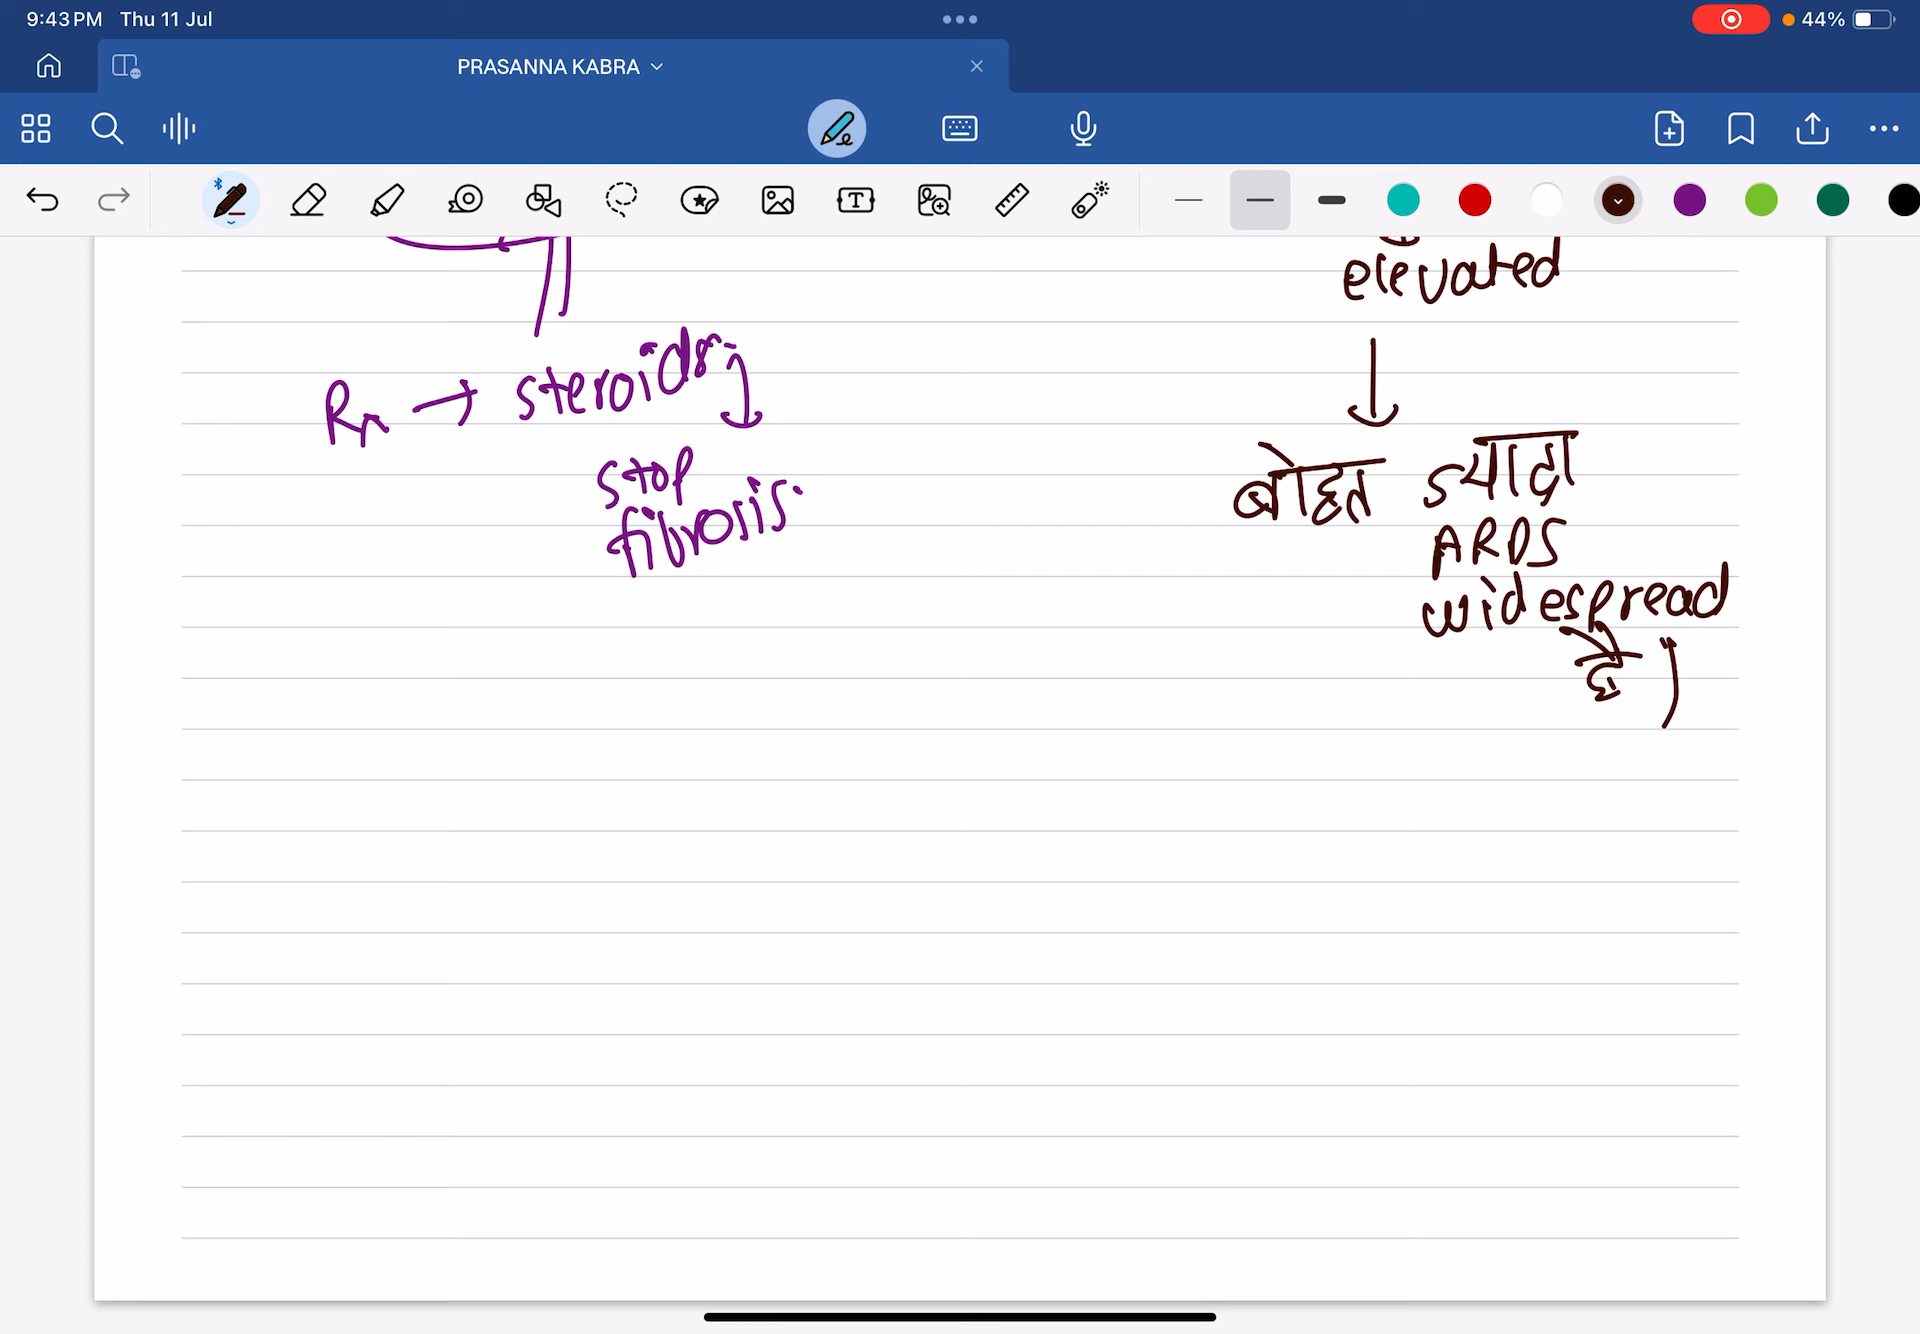 9:43 PM Thu 11 Jul
44%
PRASANNA KABRA
elevated
Rx → steroids
stop
fibrosis
बोहत ज्यादा
ARDS
widespread
है